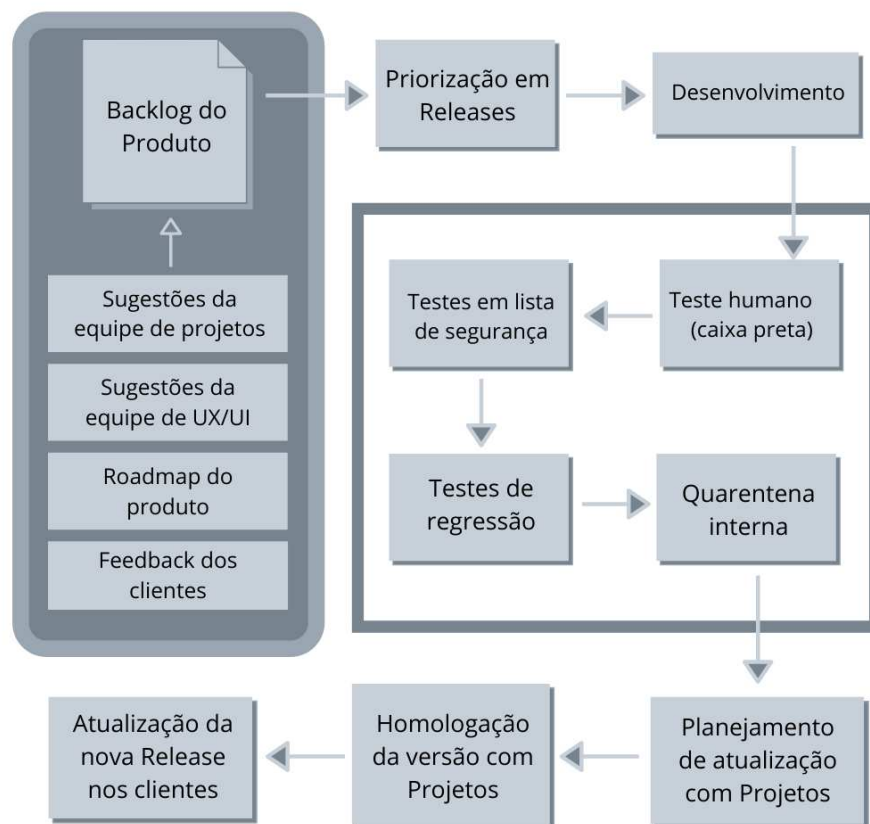 Backlog do
Produto
Sugestões da
equipe de projetos
Sugestões da
equipe de UX/UI
Roadmap do
produto
Feedback dos
clientes
Priorização em
Releases
Desenvolvimento
Teste humano
(caixa preta)
Testes em lista
de segurança
Testes de
regressão
Quarentena
interna
Planejamento
de atualização
com Projetos
Homologação
da versão com
Projetos
Atualização da
nova Release
nos clientes